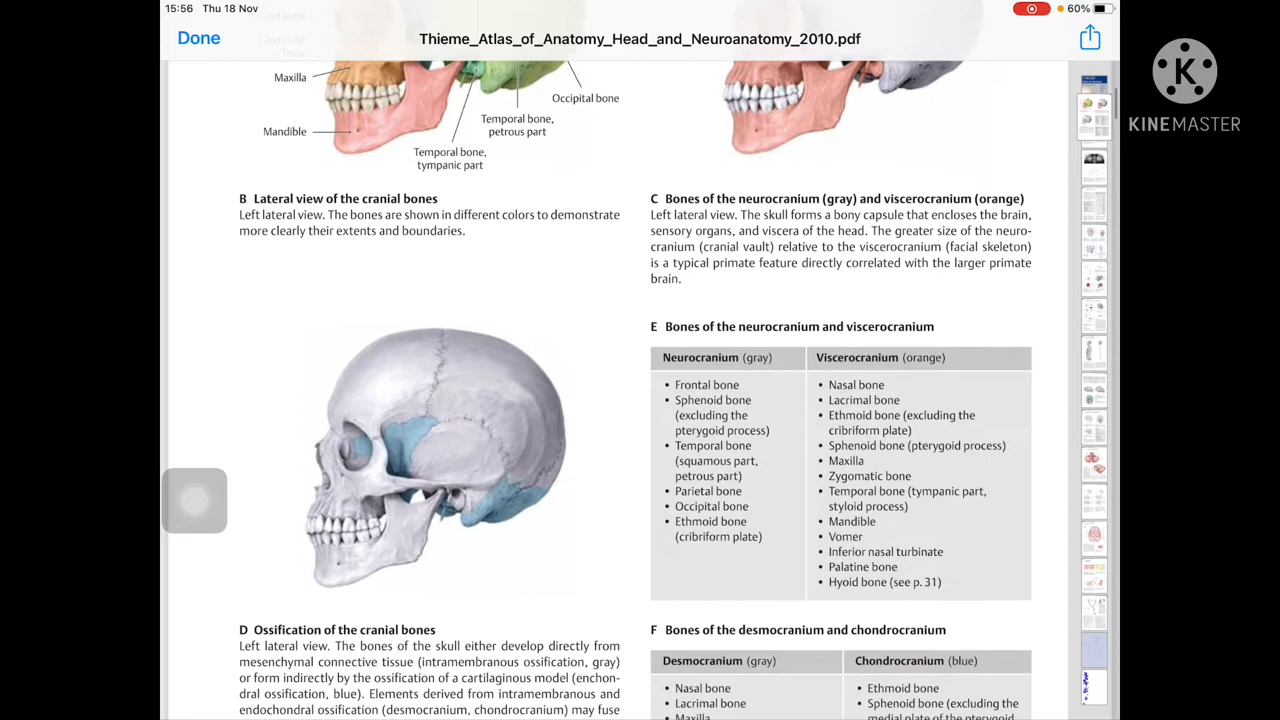 15:56 Thu 18 Nov
60%
Done
Thieme_Atlas_of_Anatomy_Head_and_Neuroanatomy_2010.pdf
K
KINEMASTER
Maxilla
Mandible
Occipital bone
Temporal bone,
petrous part
Temporal bone,
tympanic part
B Lateral view of the cranial bones
Left lateral view. The bones are shown in different colors to demonstrate
more clearly their extents and boundaries.
C Bones of the neurocranium (gray) and viscerocranium (orange)
Left lateral view. The skull forms a bony capsule that encloses the brain,
sensory organs, and viscera of the head. The greater size of the neuro-
cranium (cranial vault) relative to the viscerocranium (facial skeleton)
is a typical primate feature directly correlated with the larger primate
brain.
E Bones of the neurocranium and viscerocranium
Neurocranium (gray)
• Frontal bone
• Sphenoid bone
(excluding the
pterygoid process)
• Temporal bone
(squamous part,
petrous part)
• Parietal bone
• Occipital bone
• Ethmoid bone
(cribriform plate)
Viscerocranium (orange)
• Nasal bone
• Lacrimal bone
• Ethmoid bone (excluding the
cribriform plate)
Sphenoid bone (pterygoid process)
• Maxilla
• Zygomatic bone
• Temporal bone (tympanic part,
styloid process)
• Mandible
• Vomer
• Inferior nasal turbinate
• Palatine bone
• Hyoid bone (see p. 31)
D Ossification of the cranial bones
Left lateral view. The bones of the skull either develop directly from
mesenchymal connective tissue (intramembranous ossification, gray)
or form indirectly by the ossification of a cartilaginous model (enchon-
dral ossification, blue). Elements derived from intramembranous and
endochondral ossification (desmocranium, chondrocranium) may fuse
F Bones of the desmocranium and chondrocranium
Desmocranium (gray)
• Nasal bone
• Lacrimal bone
• Maxilla
Chondrocranium (blue)
• Ethmoid bone
• Sphenoid bone (excluding the
medial plate of the pterygoid